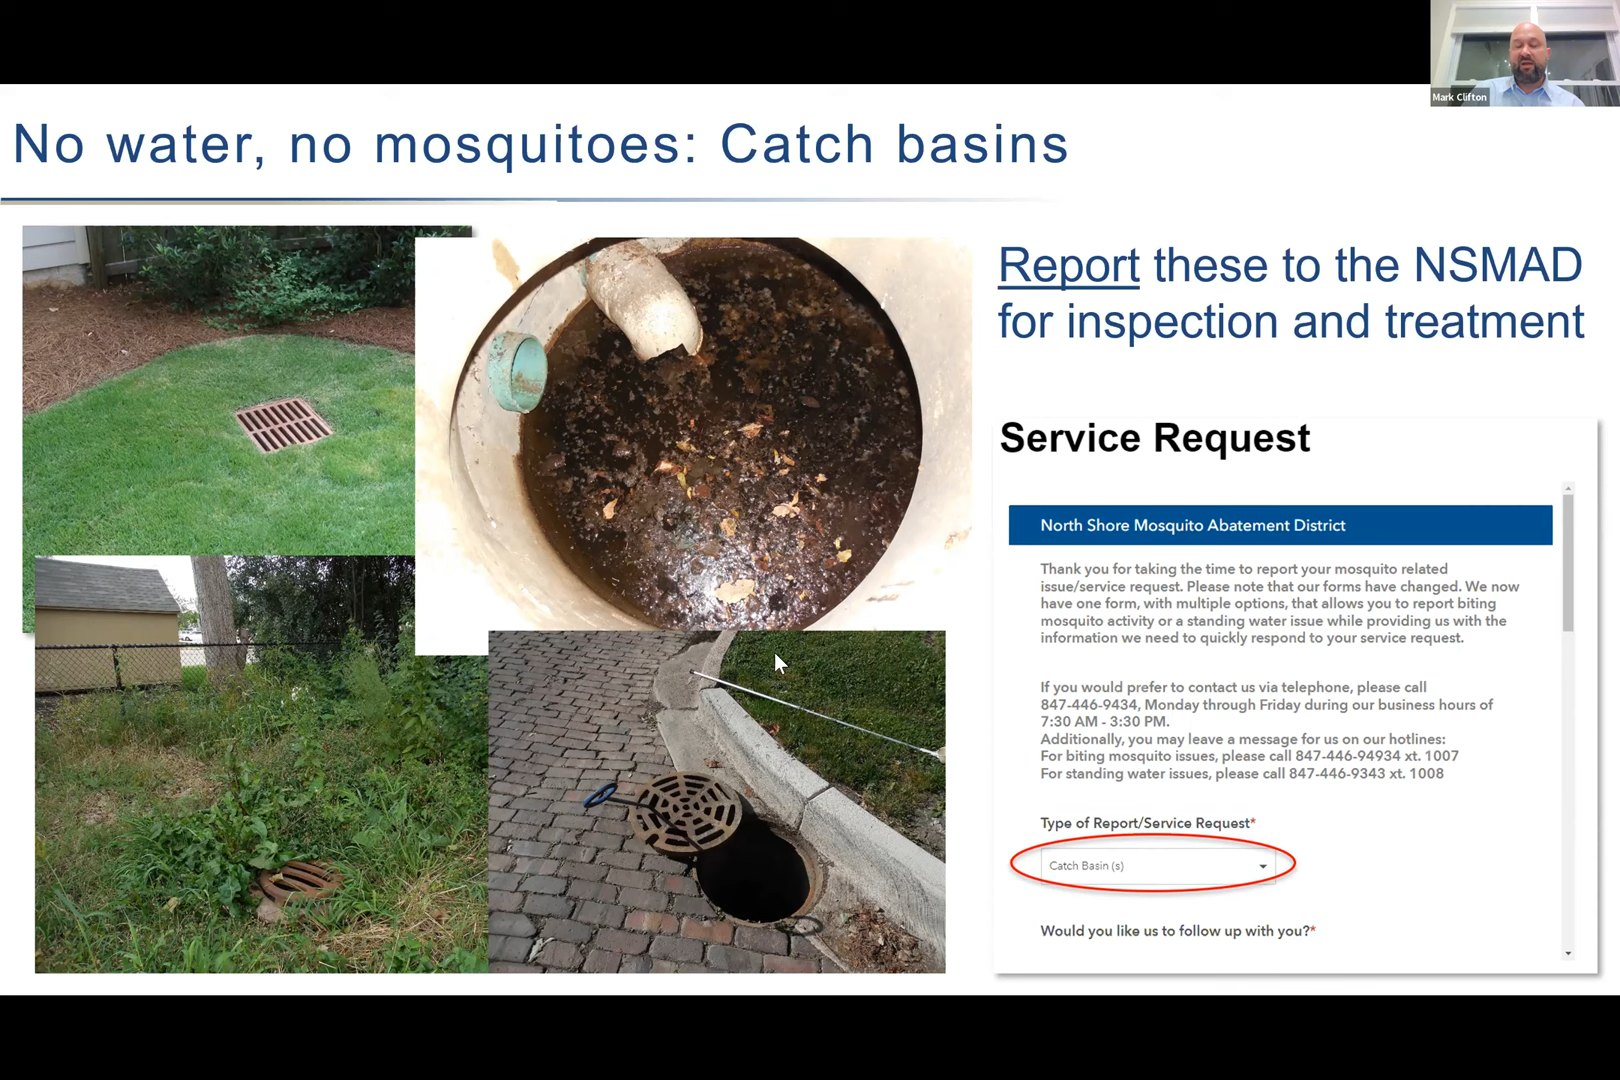 Mark Clifton
No water, no mosquitoes: Catch basins
Report these to the NSMAD
for inspection and treatment
Service Request
North Shore Mosquito Abatement District
Thank you for taking the time to report your mosquito related
issue/service request. Please note that our forms have changed. We now
have one form, with multiple options, that allows you to report biting
mosquito activity or a standing water issue while providing us with the
information we need to quickly respond to your service request.
If you would prefer to contact us via telephone, please call
847-446-9434, Monday through Friday during our business hours of
7:30 AM - 3:30 PM.
Additionally, you may leave a message for us on our hotlines:
For biting mosquito issues, please call 847-446-94934 xt. 1007
For standing water issues, please call 847-446-9343 xt. 1008
Type of Report/Service Request*
Catch Basin (s)
Would you like us to follow up with you?*